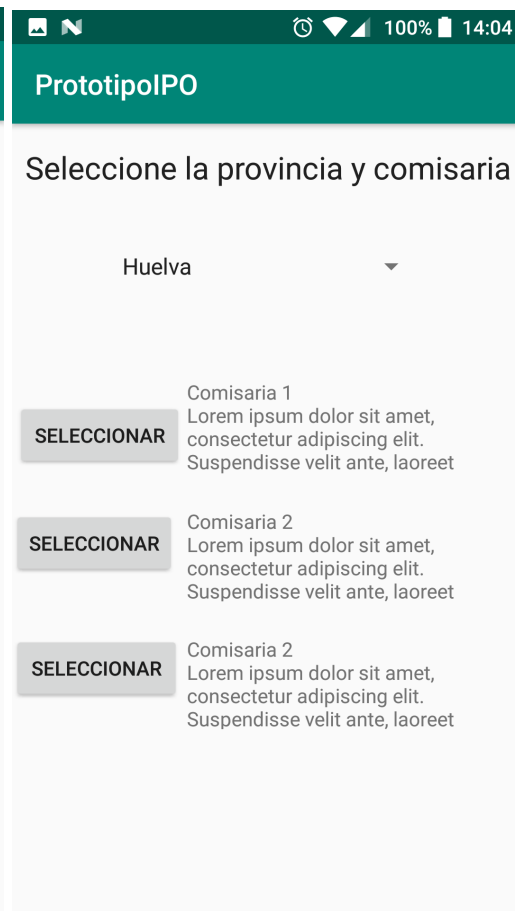 100% 14:04
PrototipoIPO
Seleccione la provincia y comisaria
Huelva
Comisaria 1
SELECCIONAR
Lorem ipsum dolor sit amet,
consectetur adipiscing elit.
Suspendisse velit ante, laoreet
Comisaria 2
SELECCIONAR
Lorem ipsum dolor sit amet,
consectetur adipiscing elit.
Suspendisse velit ante, laoreet
Comisaria 2
SELECCIONAR
Lorem ipsum dolor sit amet,
consectetur adipiscing elit.
Suspendisse velit ante, laoreet